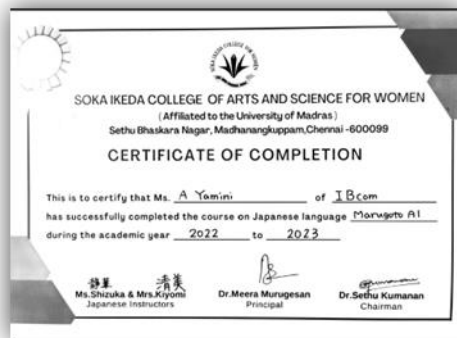 SOKA IKEDA COLLEGE OF ARTS AND SCIENCE FOR WOMEN
(Affiliated to the University of Madras)
Sethu Bhaskara Nagar, Madhanangkuppam,Chennai -600099
CERTIFICATE OF COMPLETION
This is to certify that Ms. A Yamini of I Bcom
has successfully completed the course on Japanese language Marugoto A1
during the academic year 2022 to 2023
清美
Ms.Shizuka & Mrs.Kiyomi Dr.Meera Murugesan Dr.Sethu Kumanan
Japanese Instructors Principal Chairman